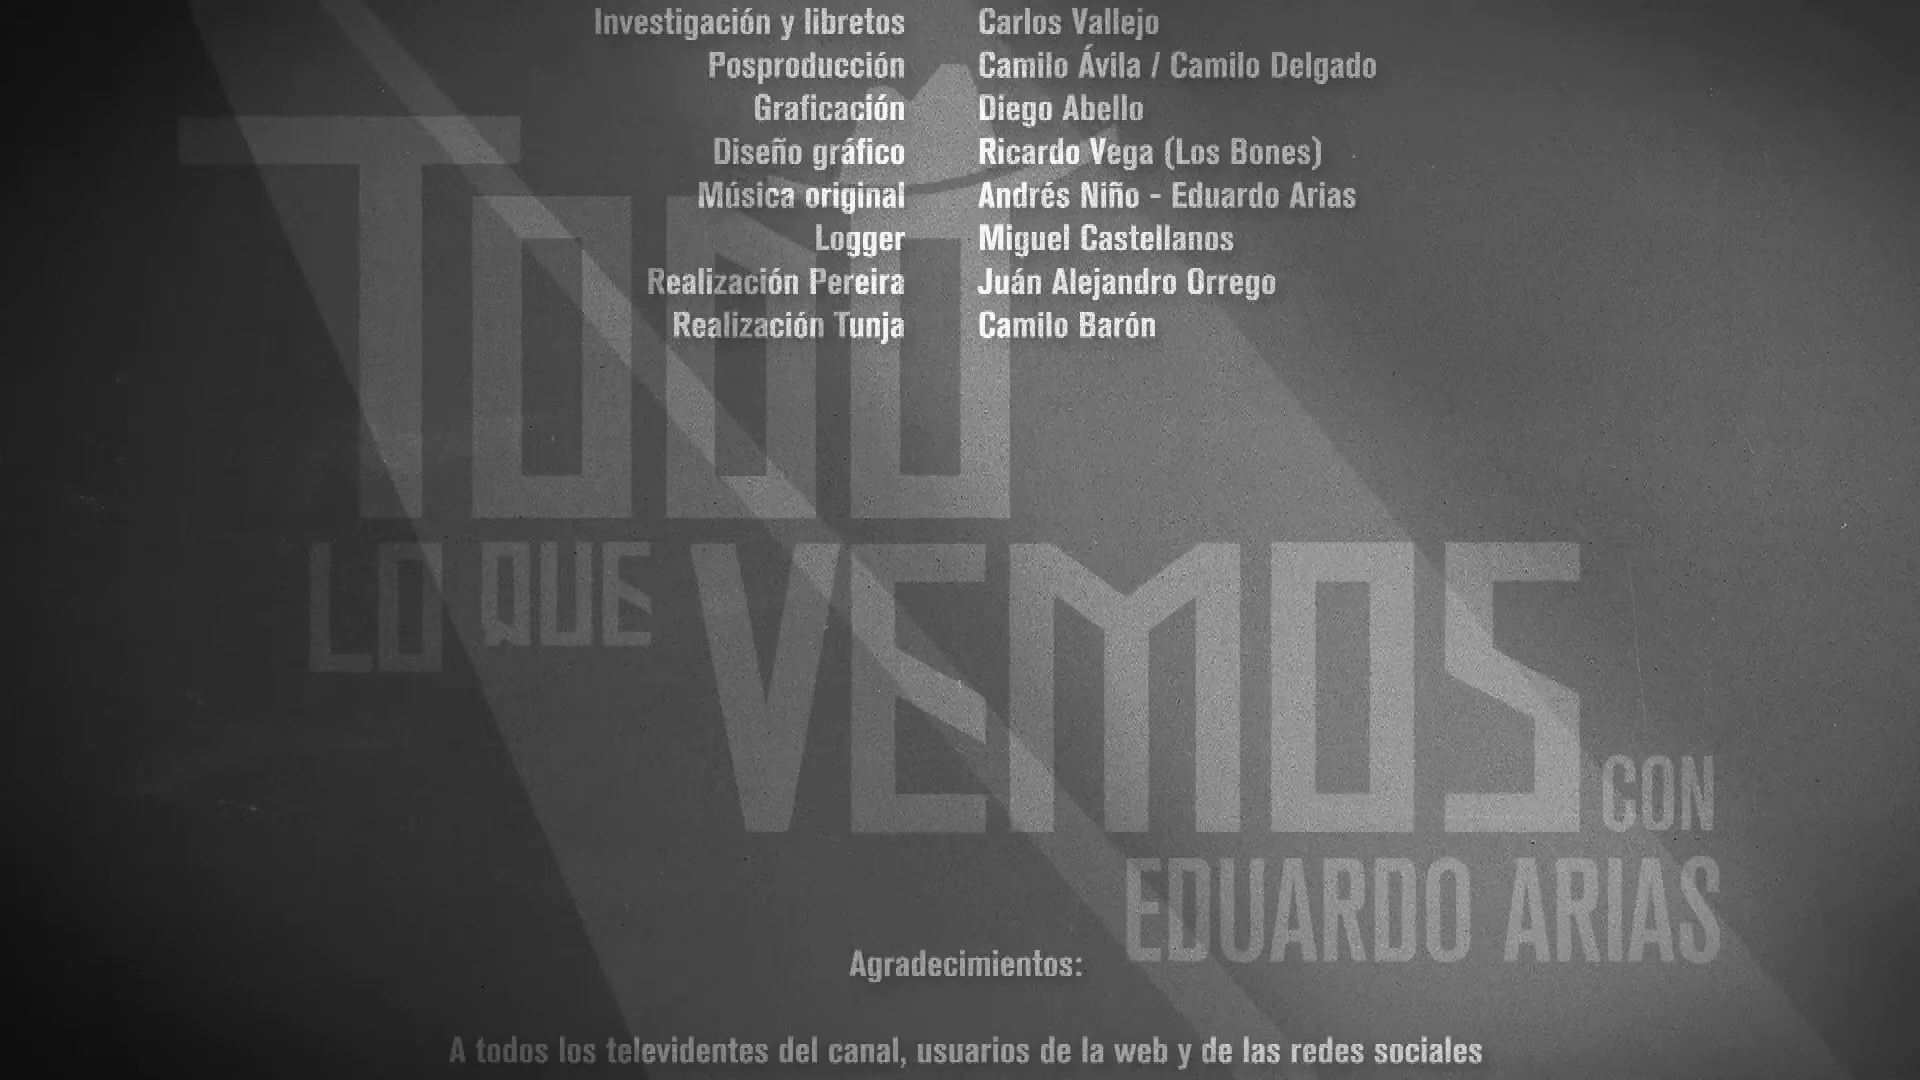 Investigación y libretos Carlos Vallejo
Posproducción Camilo Ávila / Camilo Delgado
Graficación Diego Abello
Diseño gráfico Ricardo Vega (Los Bones)
Música original Andrés Niño - Eduardo Arias
Logger Miguel Castellanos
Realización Pereira Juán Alejandro Orrego
Realización Tunja Camilo Barón
TODO
LO QUE VEMOS CON
EDUARDO ARIAS
Agradecimientos:
A todos los televidentes del canal, usuarios de la web y de las redes sociales